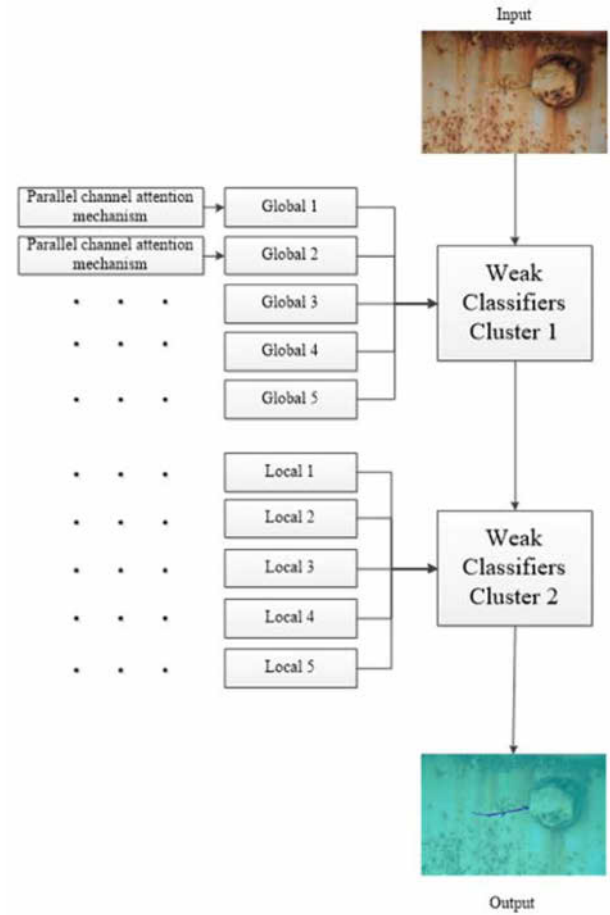 Input
Parallel channel attention
mechanism
Global 1
Parallel channel attention
mechanism
Global 2
Global 3
Global 4
Global 5
Weak
Classifiers
Cluster 1
Local 1
Local 2
Local 3
Local 4
Local 5
Weak
Classifiers
Cluster 2
Output